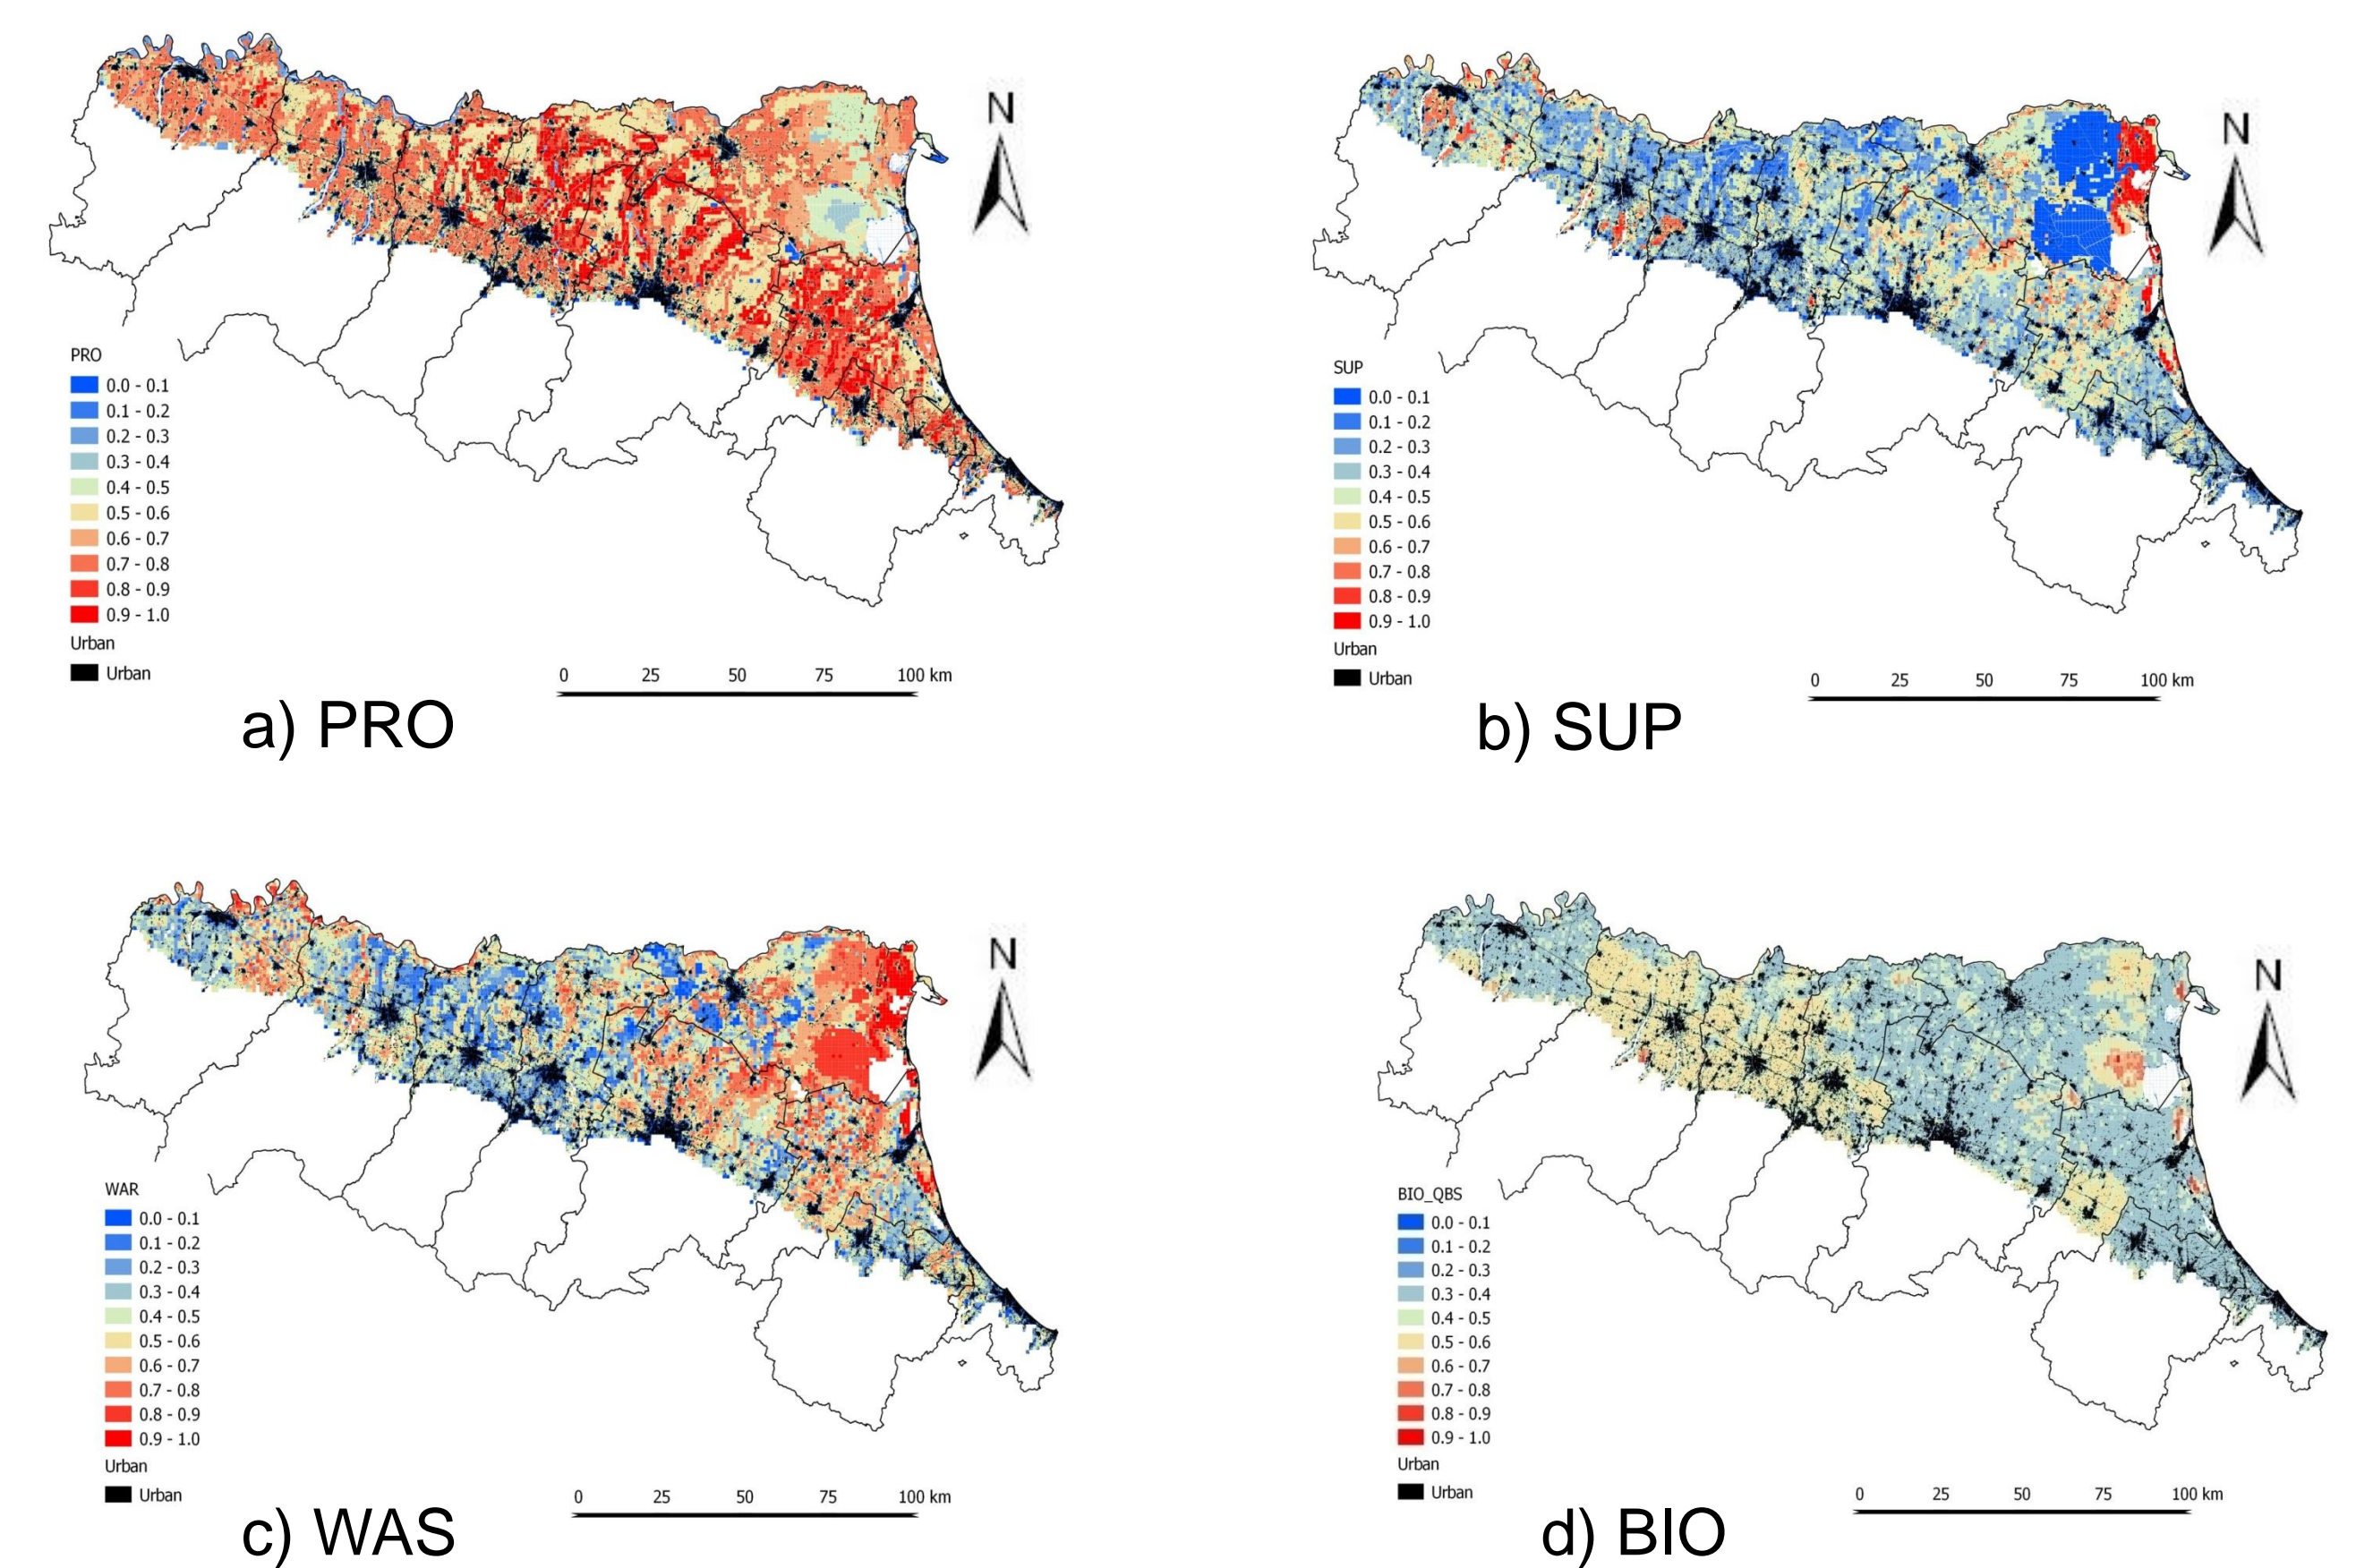 N
PRO
0.0 - 0.1
0.1 - 0.2
0.2 - 0.3
0.3 - 0.4
0.4 - 0.5
0.5 - 0.6
0.6 - 0.7
0.7 - 0.8
0.8 - 0.9
0.9 - 1.0
Urban
Urban
0 25 50 75 100 km
a) PRO
N
SUP
0.0 - 0.1
0.1 - 0.2
0.2 - 0.3
0.3 - 0.4
0.4 - 0.5
0.5 - 0.6
0.6 - 0.7
0.7 - 0.8
0.8 - 0.9
0.9 - 1.0
Urban
Urban
0 25 50 75 100 km
b) SUP
N
WAR
0.0 - 0.1
0.1 - 0.2
0.2 - 0.3
0.3 - 0.4
0.4 - 0.5
0.5 - 0.6
0.6 - 0.7
0.7 - 0.8
0.8 - 0.9
0.9 - 1.0
Urban
Urban
0 25 50 75 100 km
c) WAS
N
BIO_QBS
0.0 - 0.1
0.1 - 0.2
0.2 - 0.3
0.3 - 0.4
0.4 - 0.5
0.5 - 0.6
0.6 - 0.7
0.7 - 0.8
0.8 - 0.9
0.9 - 1.0
Urban
Urban
0 25 50 75 100 km
d) BIO